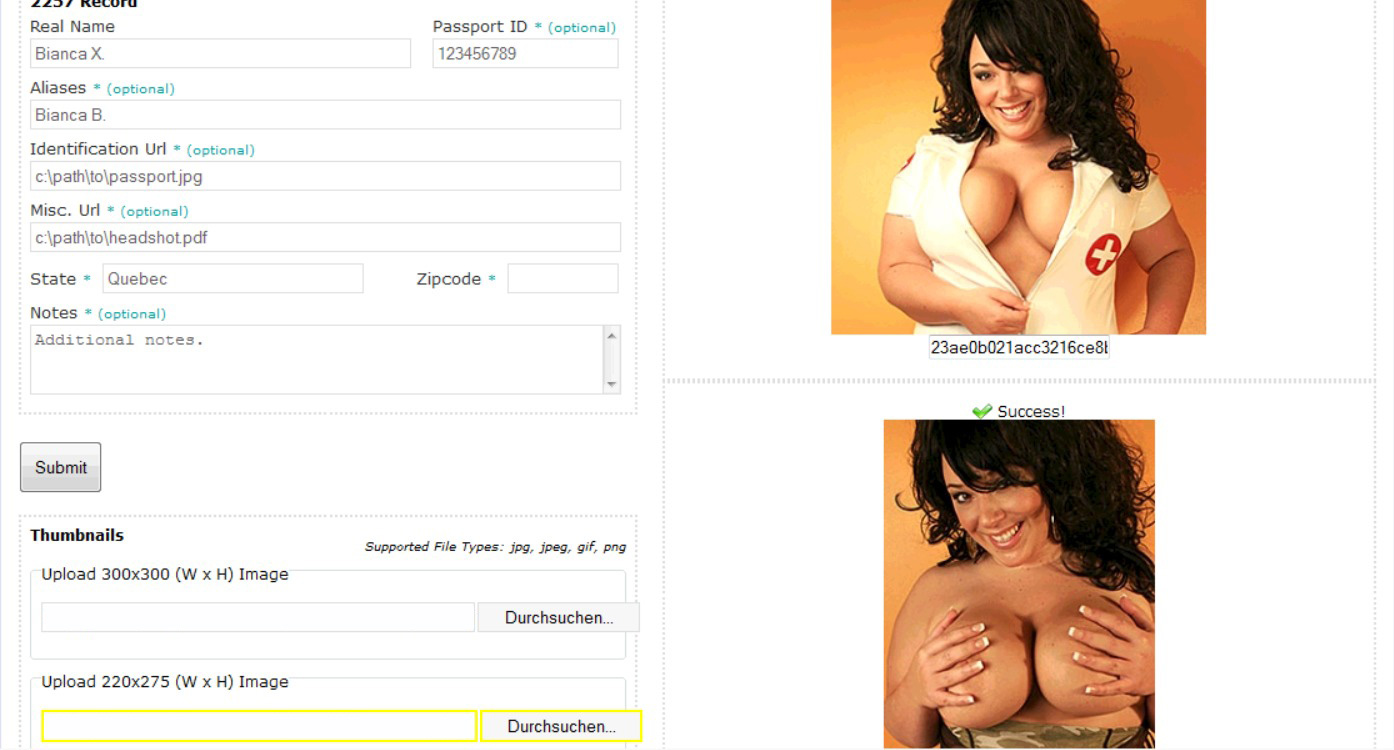 2257 Record
Real Name
Passport ID * (optional)
Bianca X.
123456789
Aliases * (optional)
Bianca B.
Identification Url * (optional)
c:\path\to\passport.jpg
Misc. Url * (optional)
c:\path\to\headshot.pdf
State *
Quebec
Zipcode *
Notes * (optional)
Additional notes.
Submit
Thumbnails
Supported File Types: jpg, jpeg, gif, png
Upload 300x300 (W x H) Image
Durchsuchen...
Upload 220x275 (W x H) Image
Durchsuchen...
23ae0b021acc3216ce8b
Success!